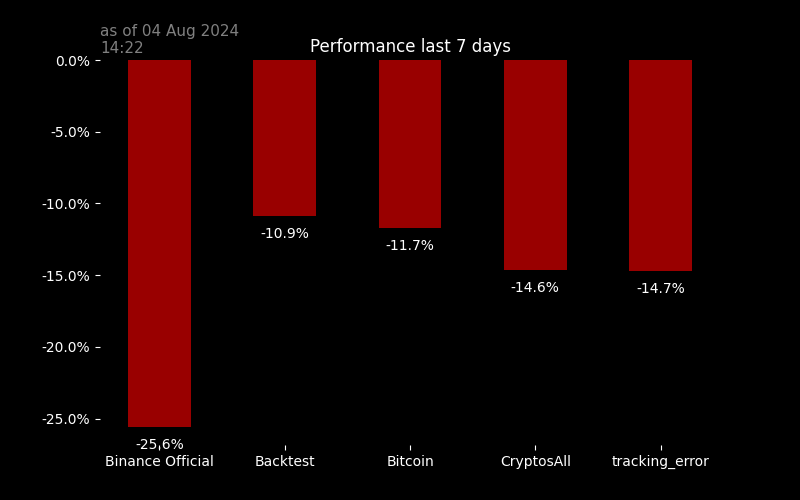 as of 04 Aug 2024
14:22
Performance last 7 days
0.0%
-5.0%
-10.0%
-15.0%
-20.0%
-25.0%
-25.6%
-10.9%
-11.7%
-14.6%
-14.7%
Binance Official
Backtest
Bitcoin
CryptosAll
tracking_error